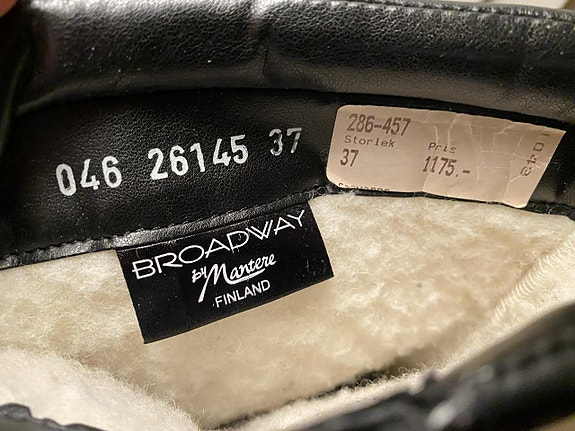 046 26145 37
286-457
Storlek Pris
37 1175.-
BROADWAY
by Mantere
FINLAND